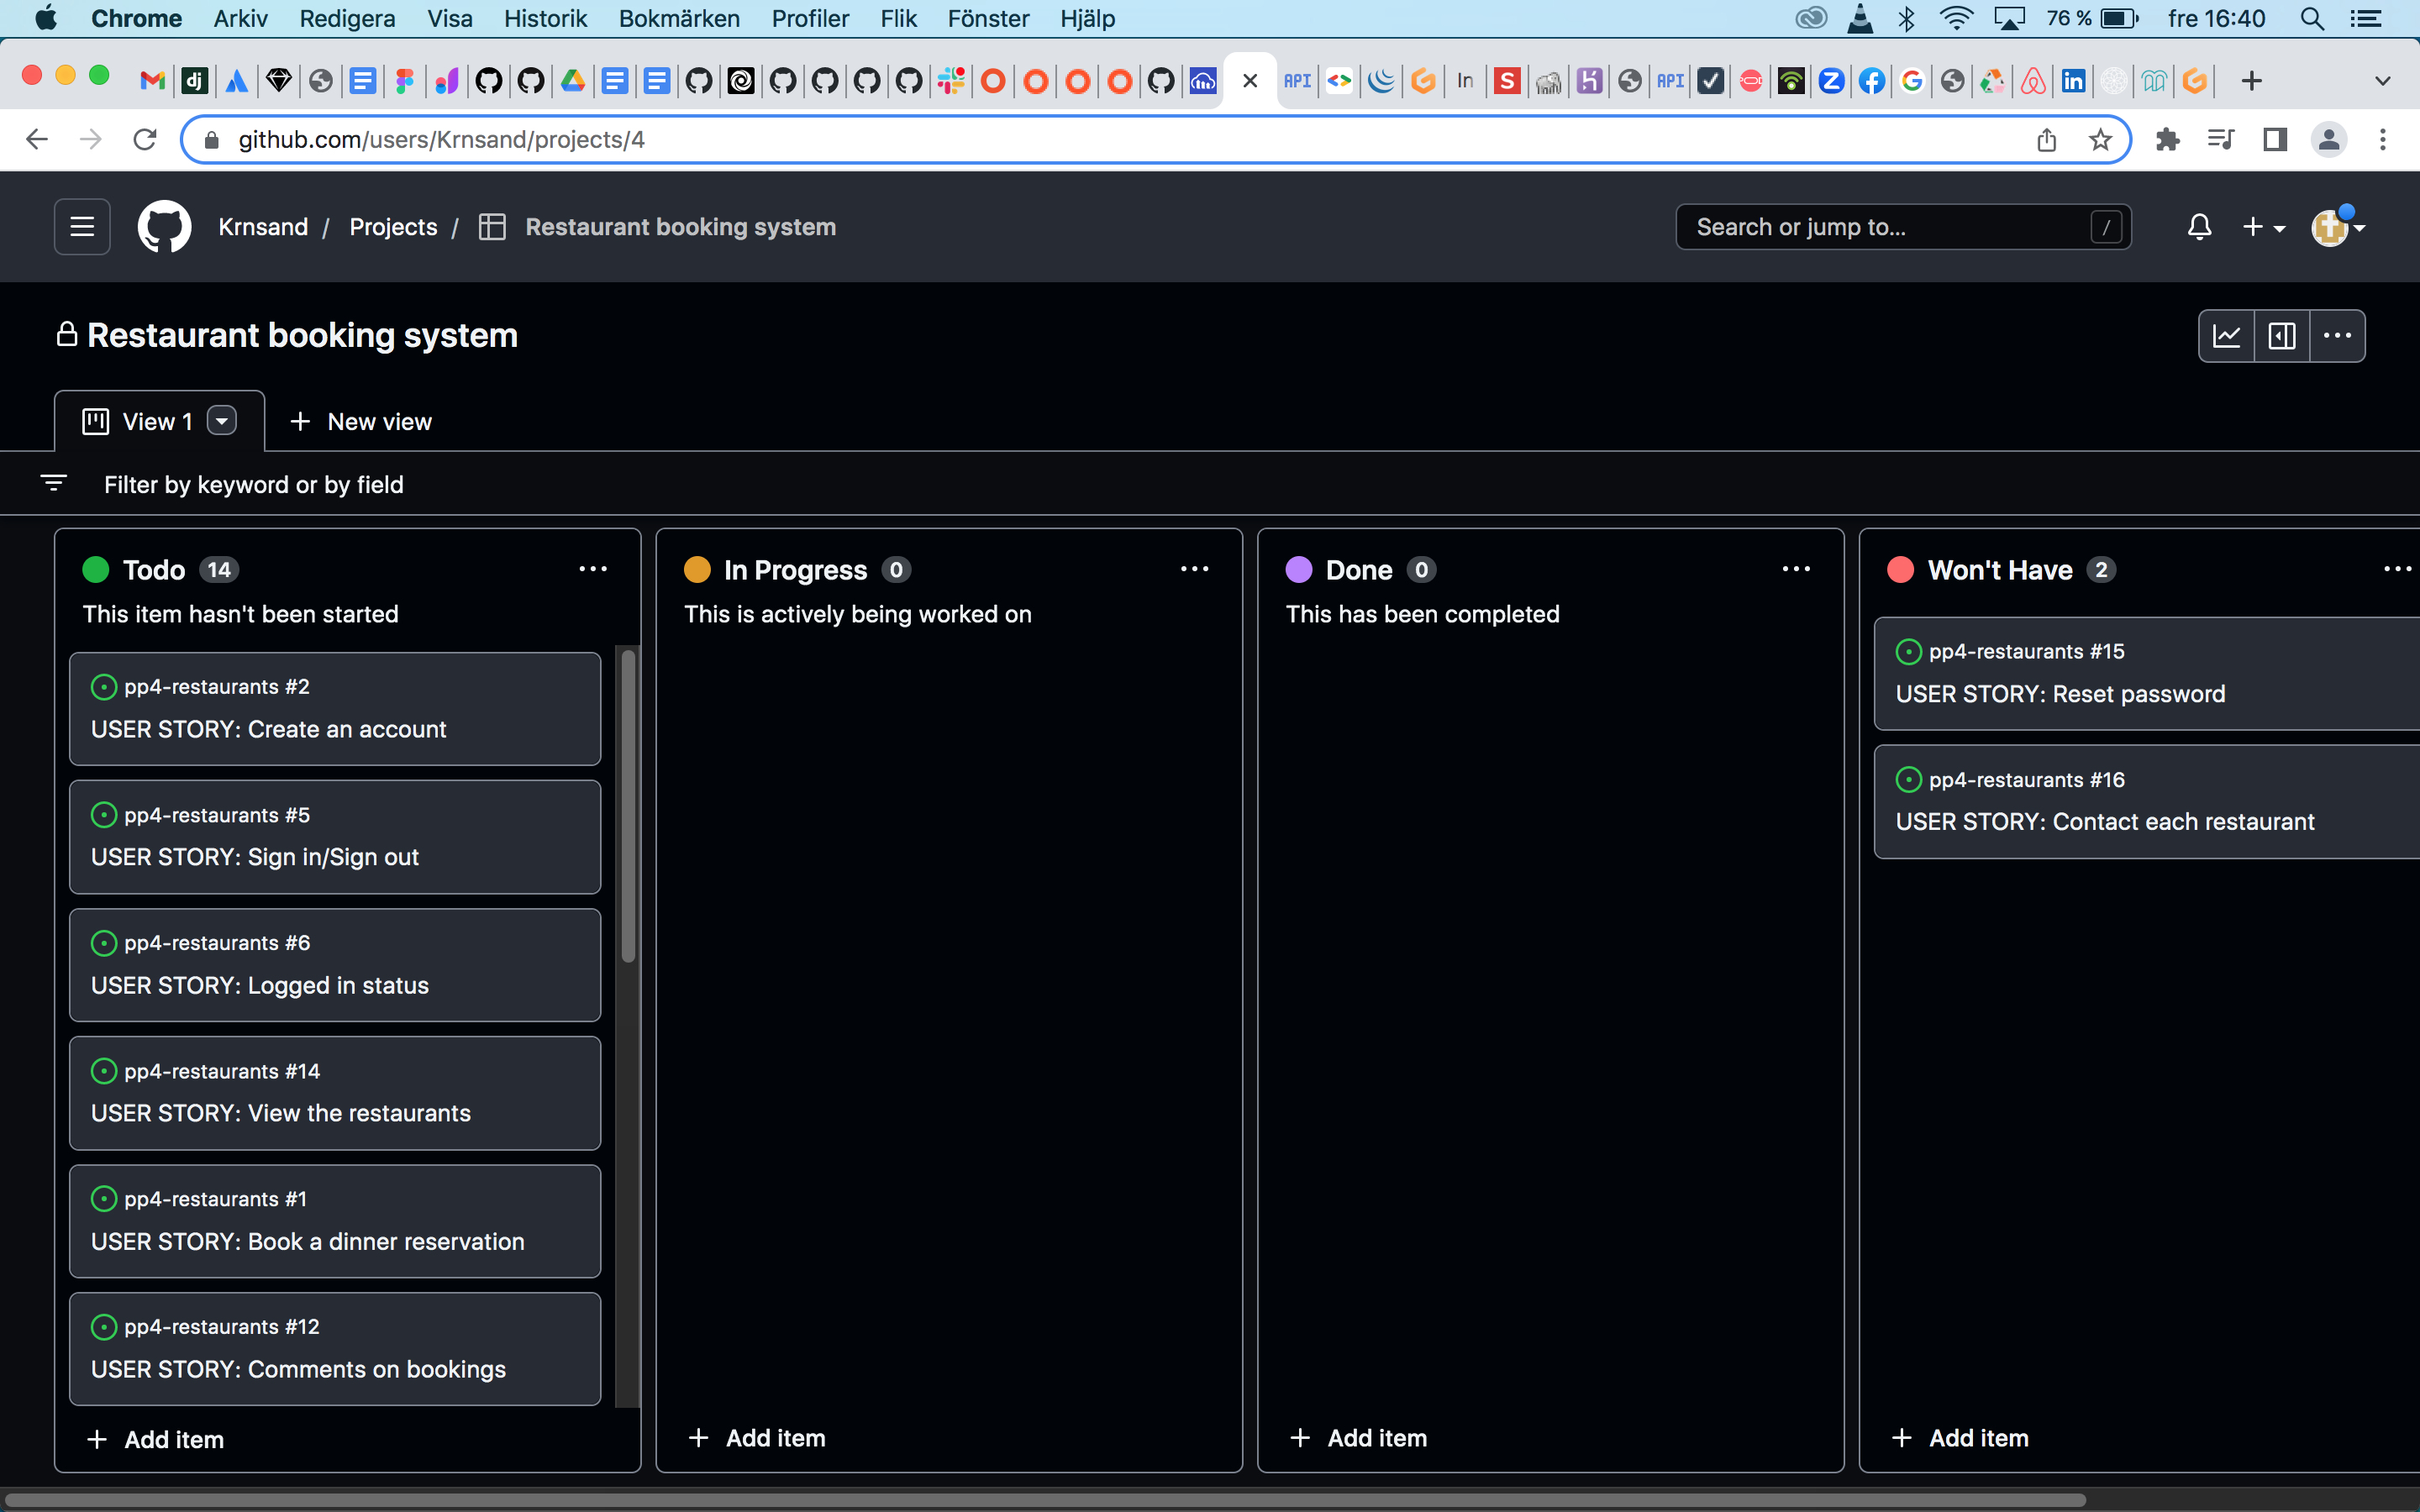 Chrome Arkiv Redigera Visa Historik Bokmärken Profiler Flik Fönster Hjälp 76 % fre 16:40
dj API In S API
github.com/users/Krnsand/projects/4
Krnsand / Projects / Restaurant booking system Search or jump to... /
Restaurant booking system
View 1 New view
Filter by keyword or by field
Todo 14
This item hasn't been started
pp4-restaurants #2
USER STORY: Create an account
pp4-restaurants #5
USER STORY: Sign in/Sign out
pp4-restaurants #6
USER STORY: Logged in status
pp4-restaurants #14
USER STORY: View the restaurants
pp4-restaurants #1
USER STORY: Book a dinner reservation
pp4-restaurants #12
USER STORY: Comments on bookings
Add item
In Progress 0
This is actively being worked on
Add item
Done 0
This has been completed
Add item
Won't Have 2
pp4-restaurants #15
USER STORY: Reset password
pp4-restaurants #16
USER STORY: Contact each restaurant
Add item